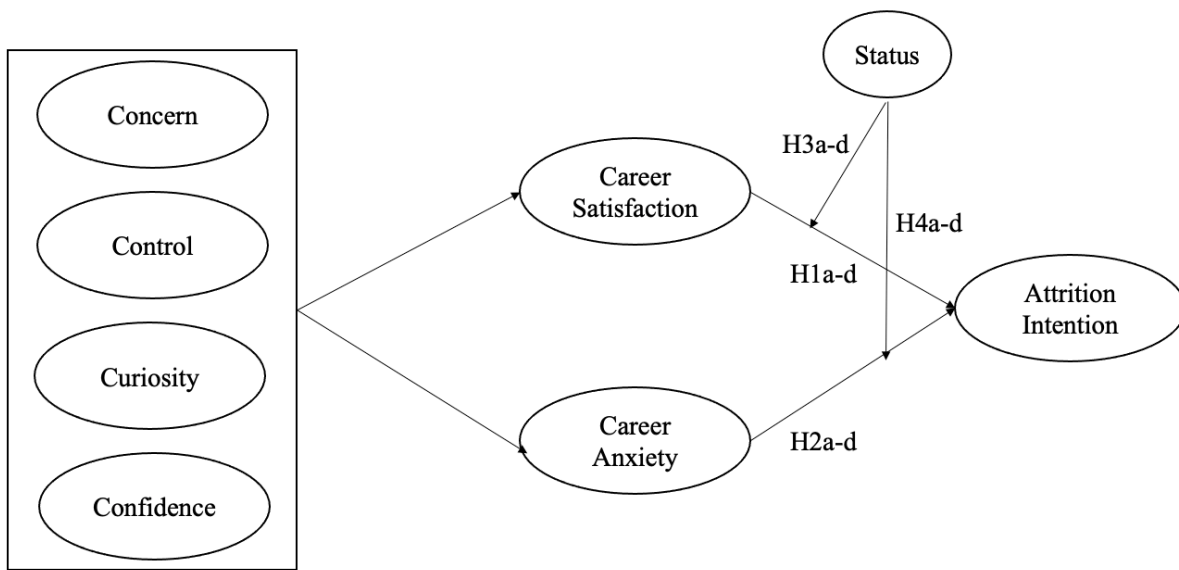 Concern
Control
Curiosity
Confidence
Career
Satisfaction
Career
Anxiety
Status
H3a-d
H4a-d
H1a-d
H2a-d
Attrition
Intention